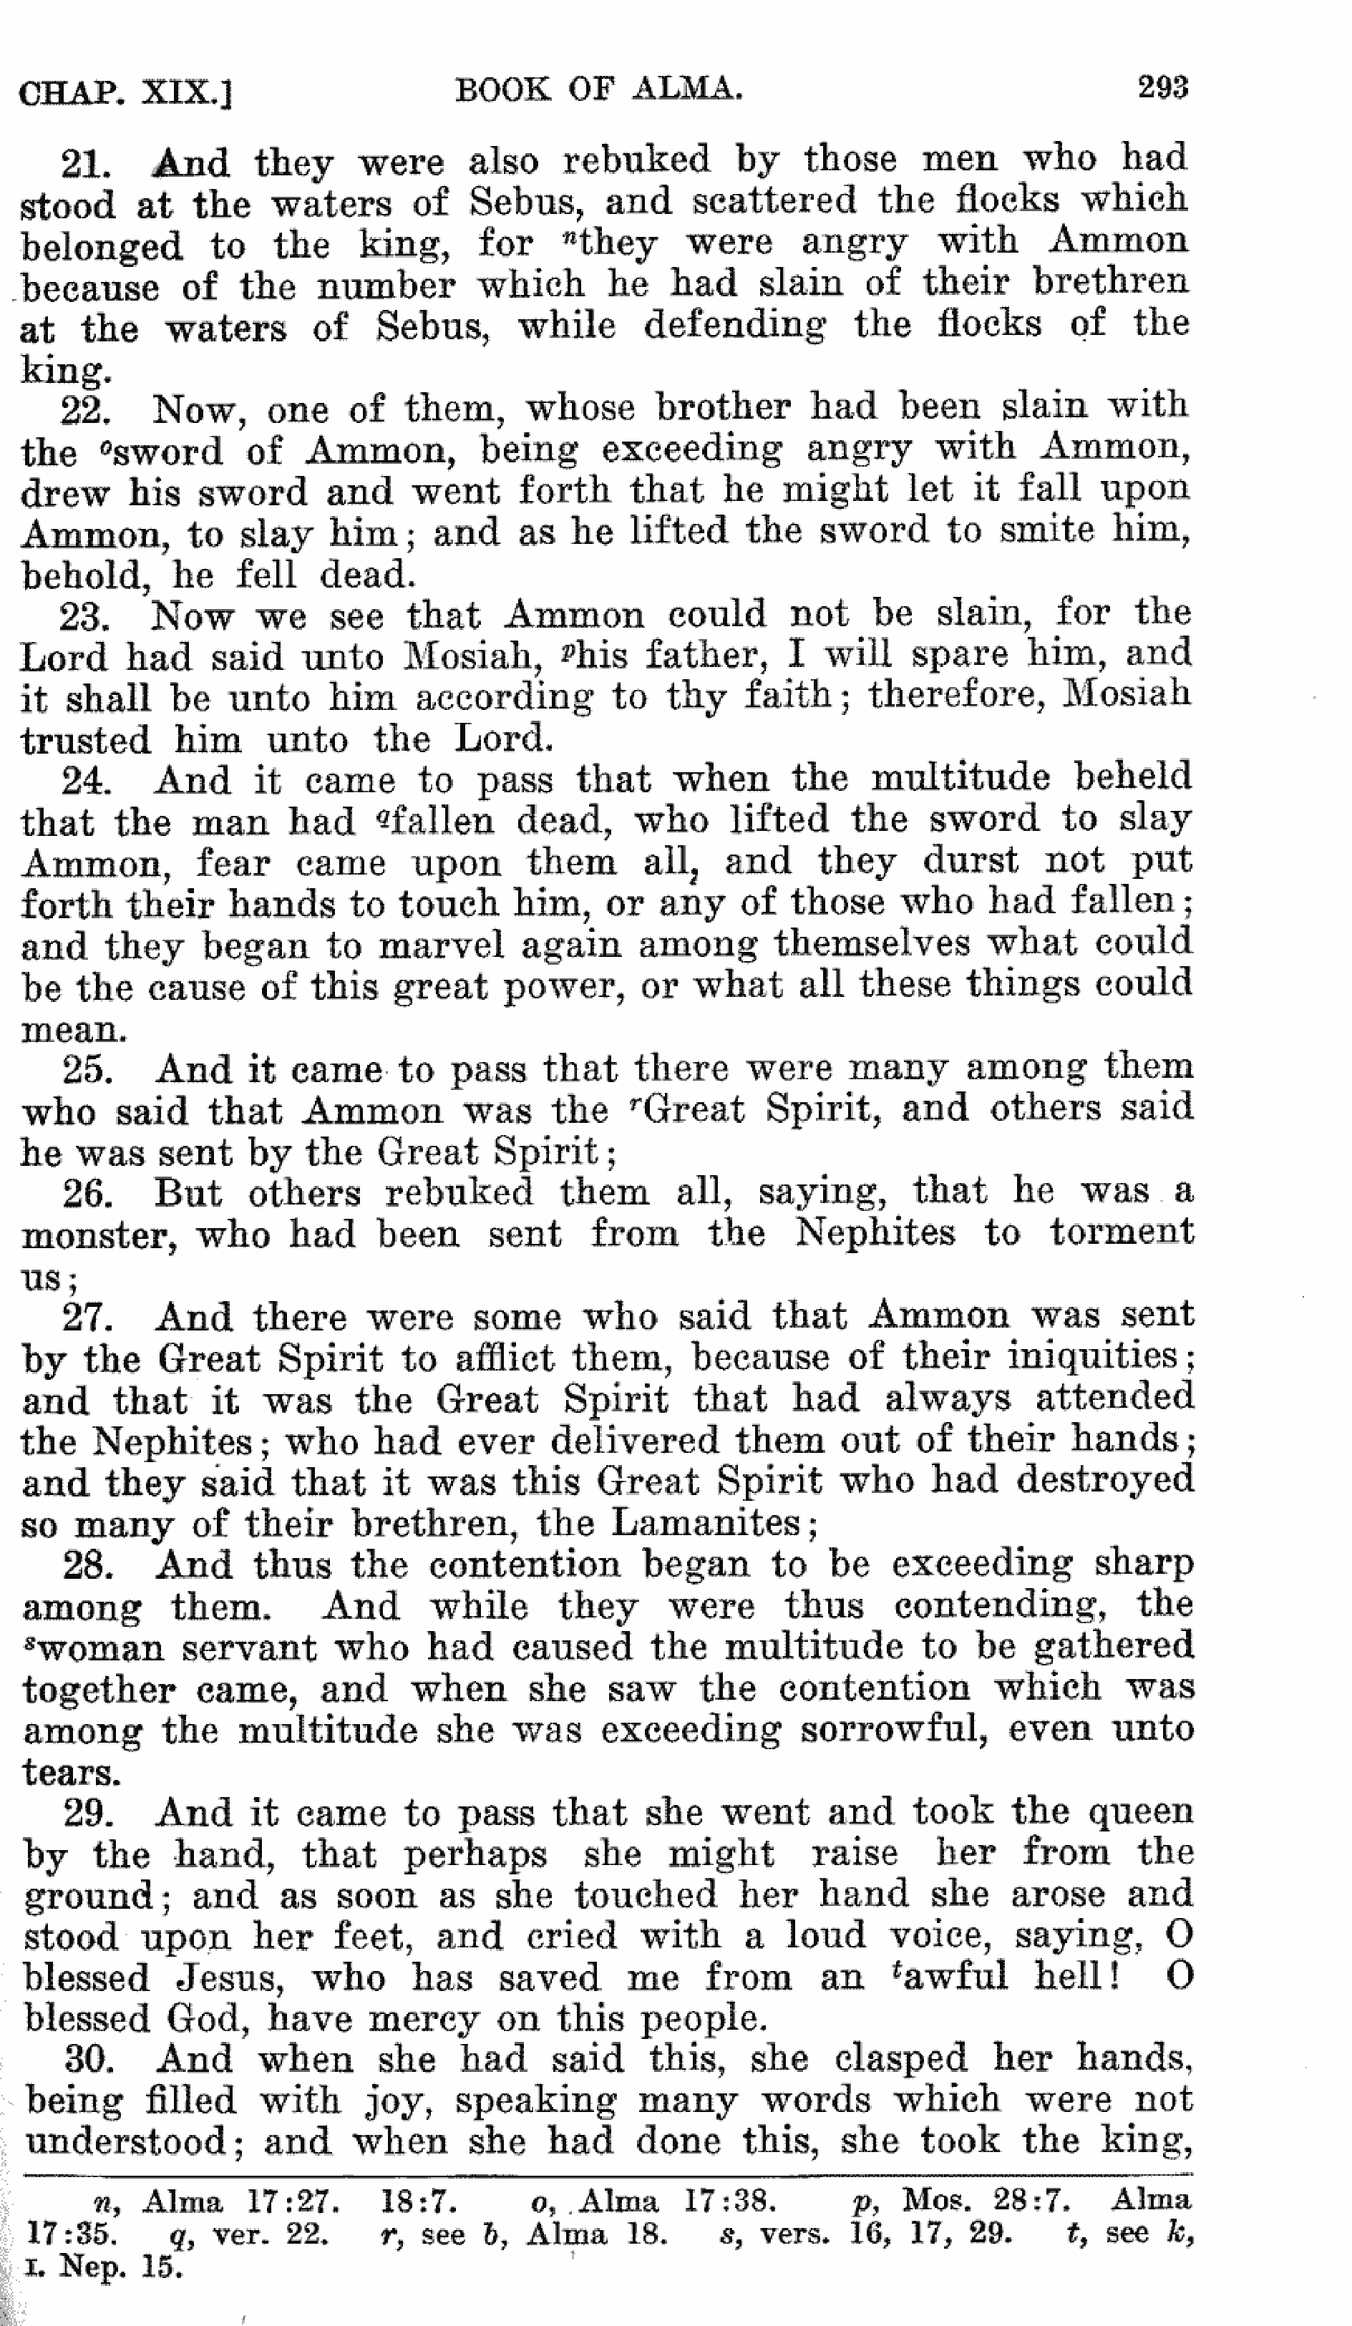 CHAP. XIX.] BOOK OF ALMA. 293
21. And they were also rebuked by those men who had
stood at the waters of Sebus, and scattered the flocks which
belonged to the king, for ⁿthey were angry with Ammon
because of the number which he had slain of their brethren
at the waters of Sebus, while defending the flocks of the
king.
22. Now, one of them, whose brother had been slain with
the ᵒsword of Ammon, being exceeding angry with Ammon,
drew his sword and went forth that he might let it fall upon
Ammon, to slay him; and as he lifted the sword to smite him,
behold, he fell dead.
23. Now we see that Ammon could not be slain, for the
Lord had said unto Mosiah, ᵖhis father, I will spare him, and
it shall be unto him according to thy faith; therefore, Mosiah
trusted him unto the Lord.
24. And it came to pass that when the multitude beheld
that the man had qfallen dead, who lifted the sword to slay
Ammon, fear came upon them all, and they durst not put
forth their hands to touch him, or any of those who had fallen;
and they began to marvel again among themselves what could
be the cause of this great power, or what all these things could
mean.
25. And it came to pass that there were many among them
who said that Ammon was the ʳGreat Spirit, and others said
he was sent by the Great Spirit;
26. But others rebuked them all, saying, that he was a
monster, who had been sent from the Nephites to torment
us;
27. And there were some who said that Ammon was sent
by the Great Spirit to afflict them, because of their iniquities;
and that it was the Great Spirit that had always attended
the Nephites; who had ever delivered them out of their hands;
and they said that it was this Great Spirit who had destroyed
so many of their brethren, the Lamanites;
28. And thus the contention began to be exceeding sharp
among them. And while they were thus contending, the
ˢwoman servant who had caused the multitude to be gathered
together came, and when she saw the contention which was
among the multitude she was exceeding sorrowful, even unto
tears.
29. And it came to pass that she went and took the queen
by the hand, that perhaps she might raise her from the
ground; and as soon as she touched her hand she arose and
stood upon her feet, and cried with a loud voice, saying, O
blessed Jesus, who has saved me from an ᵗawful hell! O
blessed God, have mercy on this people.
30. And when she had said this, she clasped her hands,
being filled with joy, speaking many words which were not
understood; and when she had done this, she took the king,
n, Alma 17:27. 18:7. o, Alma 17:38. p, Mos. 28:7. Alma
17:35. q, ver. 22. r, see b, Alma 18. s, vers. 16, 17, 29. t, see k,
I. Nep. 15.